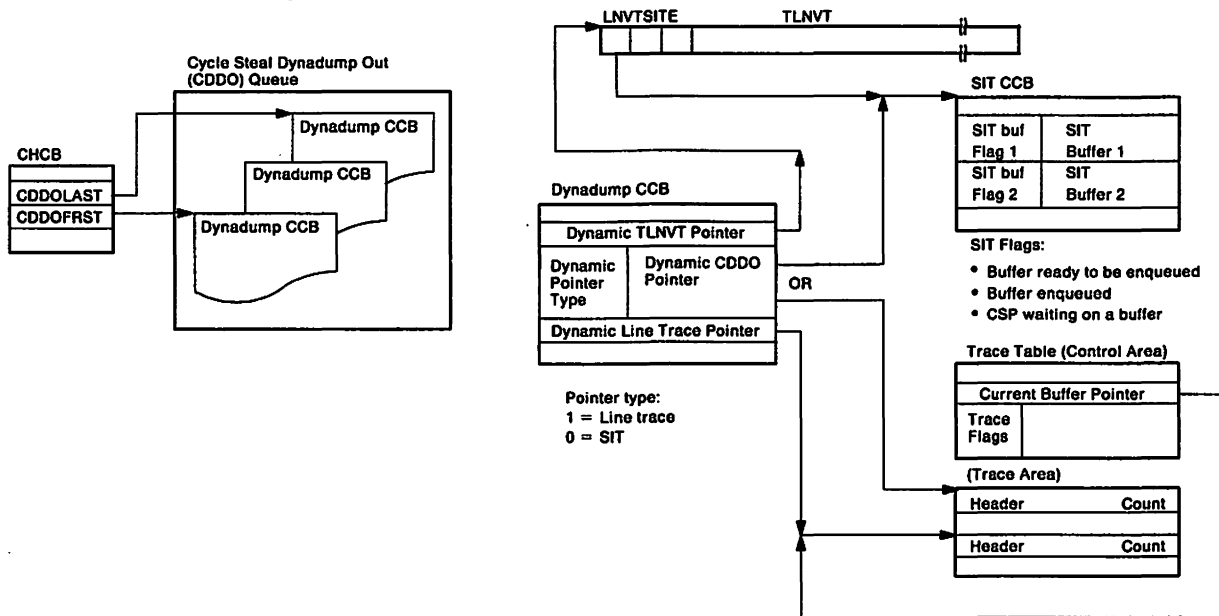 LNVTSITE TLNVT
Cycle Steal Dynadump Out
(CDDO) Queue
Dynadump CCB
Dynadump CCB
Dynadump CCB
CHCB
CDDOLAST
CDDOFRST
SIT CCB
SIT buf
Flag 1
SIT
Buffer 1
SIT buf
Flag 2
SIT
Buffer 2
Dynadump CCB
Dynamic TLNVT Pointer
Dynamic
Pointer
Type
Dynamic CDDO
Pointer
OR
Dynamic Line Trace Pointer
Pointer type:
1 = Line trace
0 = SIT
SIT Flags:
• Buffer ready to be enqueued
• Buffer enqueued
• CSP waiting on a buffer
Trace Table (Control Area)
Current Buffer Pointer
Trace
Flags
(Trace Area)
Header Count
Header Count